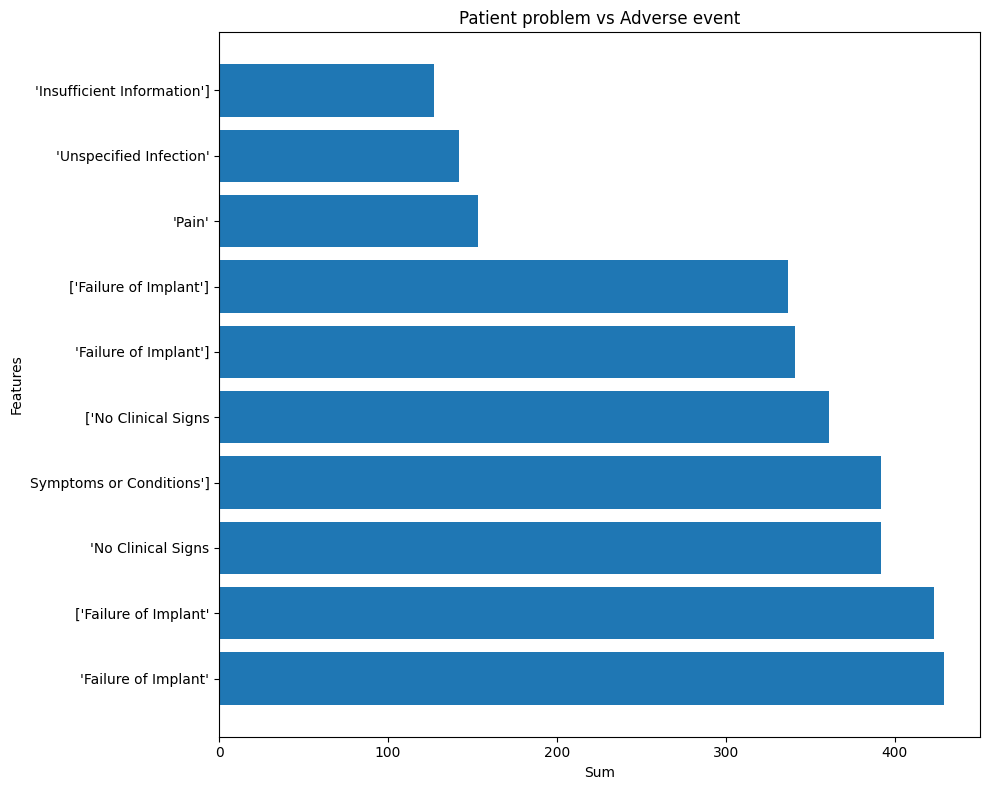 Patient problem vs Adverse event
'Insufficient Information']
'Unspecified Infection'
'Pain'
['Failure of Implant']
'Failure of Implant']
['No Clinical Signs
Symptoms or Conditions']
'No Clinical Signs
['Failure of Implant'
'Failure of Implant'
Features
0 100 200 300 400
Sum